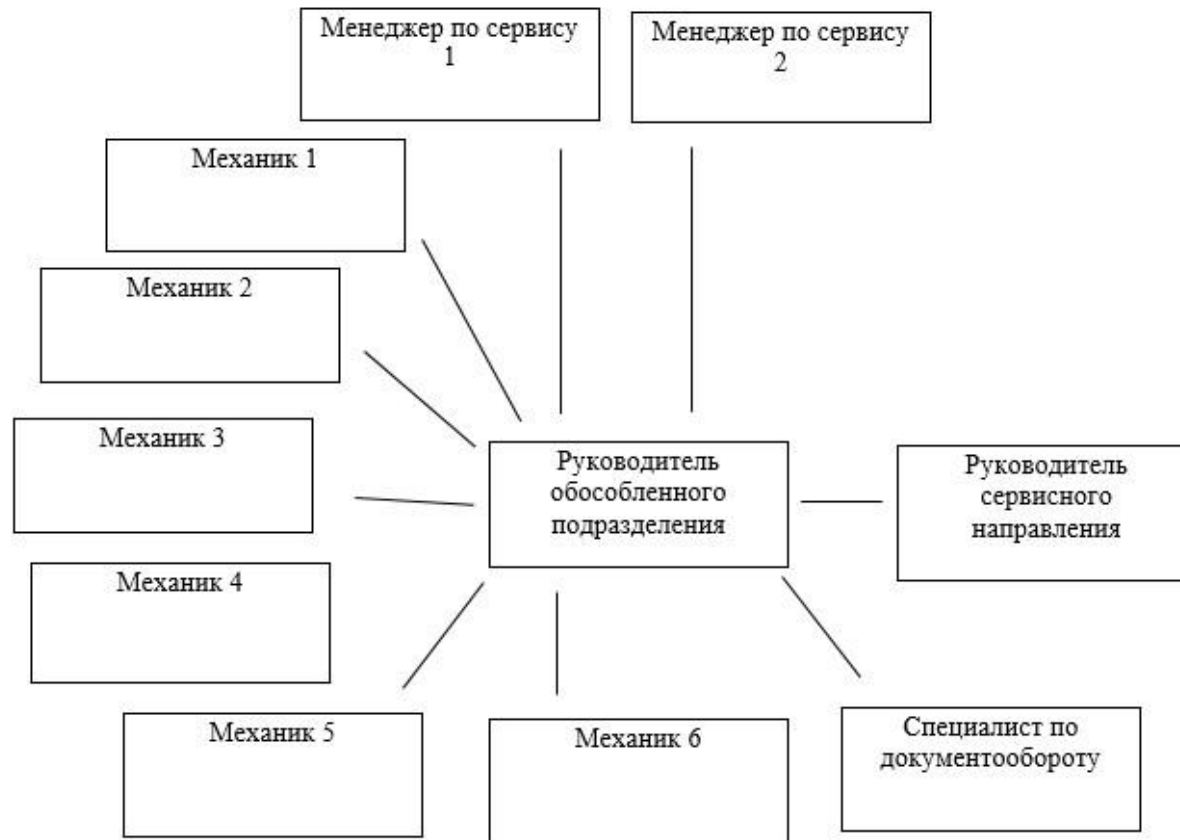 Менеджер по сервису
1
Менеджер по сервису
2
Механик 1
Механик 2
Механик 3
Руководитель
обособленного
подразделения
Руководитель
сервисного
направления
Механик 4
Механик 5
Механик 6
Специалист по
документообороту